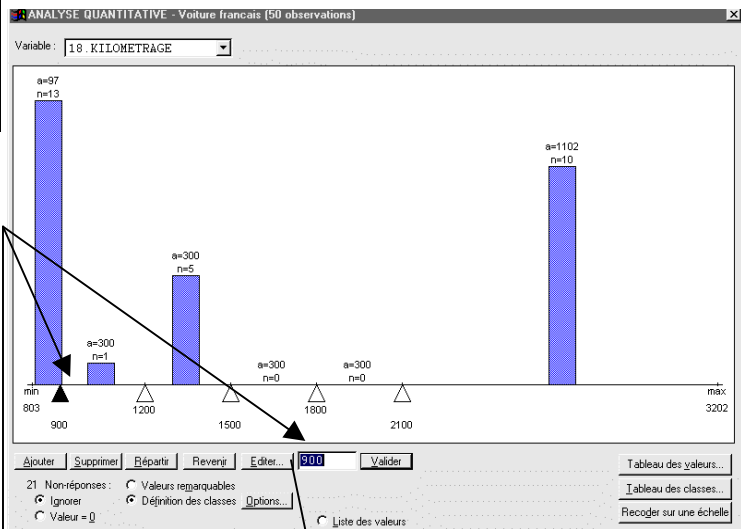 ANALYSE QUANTITATIVE - Voiture francais (50 observations)
Variable : 18.KILOMETRAGE
a=97
n=13
a=1102
n=10
a=300
n=5
a=300
n=1
a=300
n=0
a=300
n=0
min
max
803
1200
1800
3202
900
1500
2100
Ajouter Supprimer Répartir Revenir Editer... 900 Valider
Tableau des valeurs...
21 Non-réponses : Valeurs remarquables
Tableau des classes...
Ignorer Définition des classes Options...
Recoder sur une échelle
Valeur = 0
Liste des valeurs